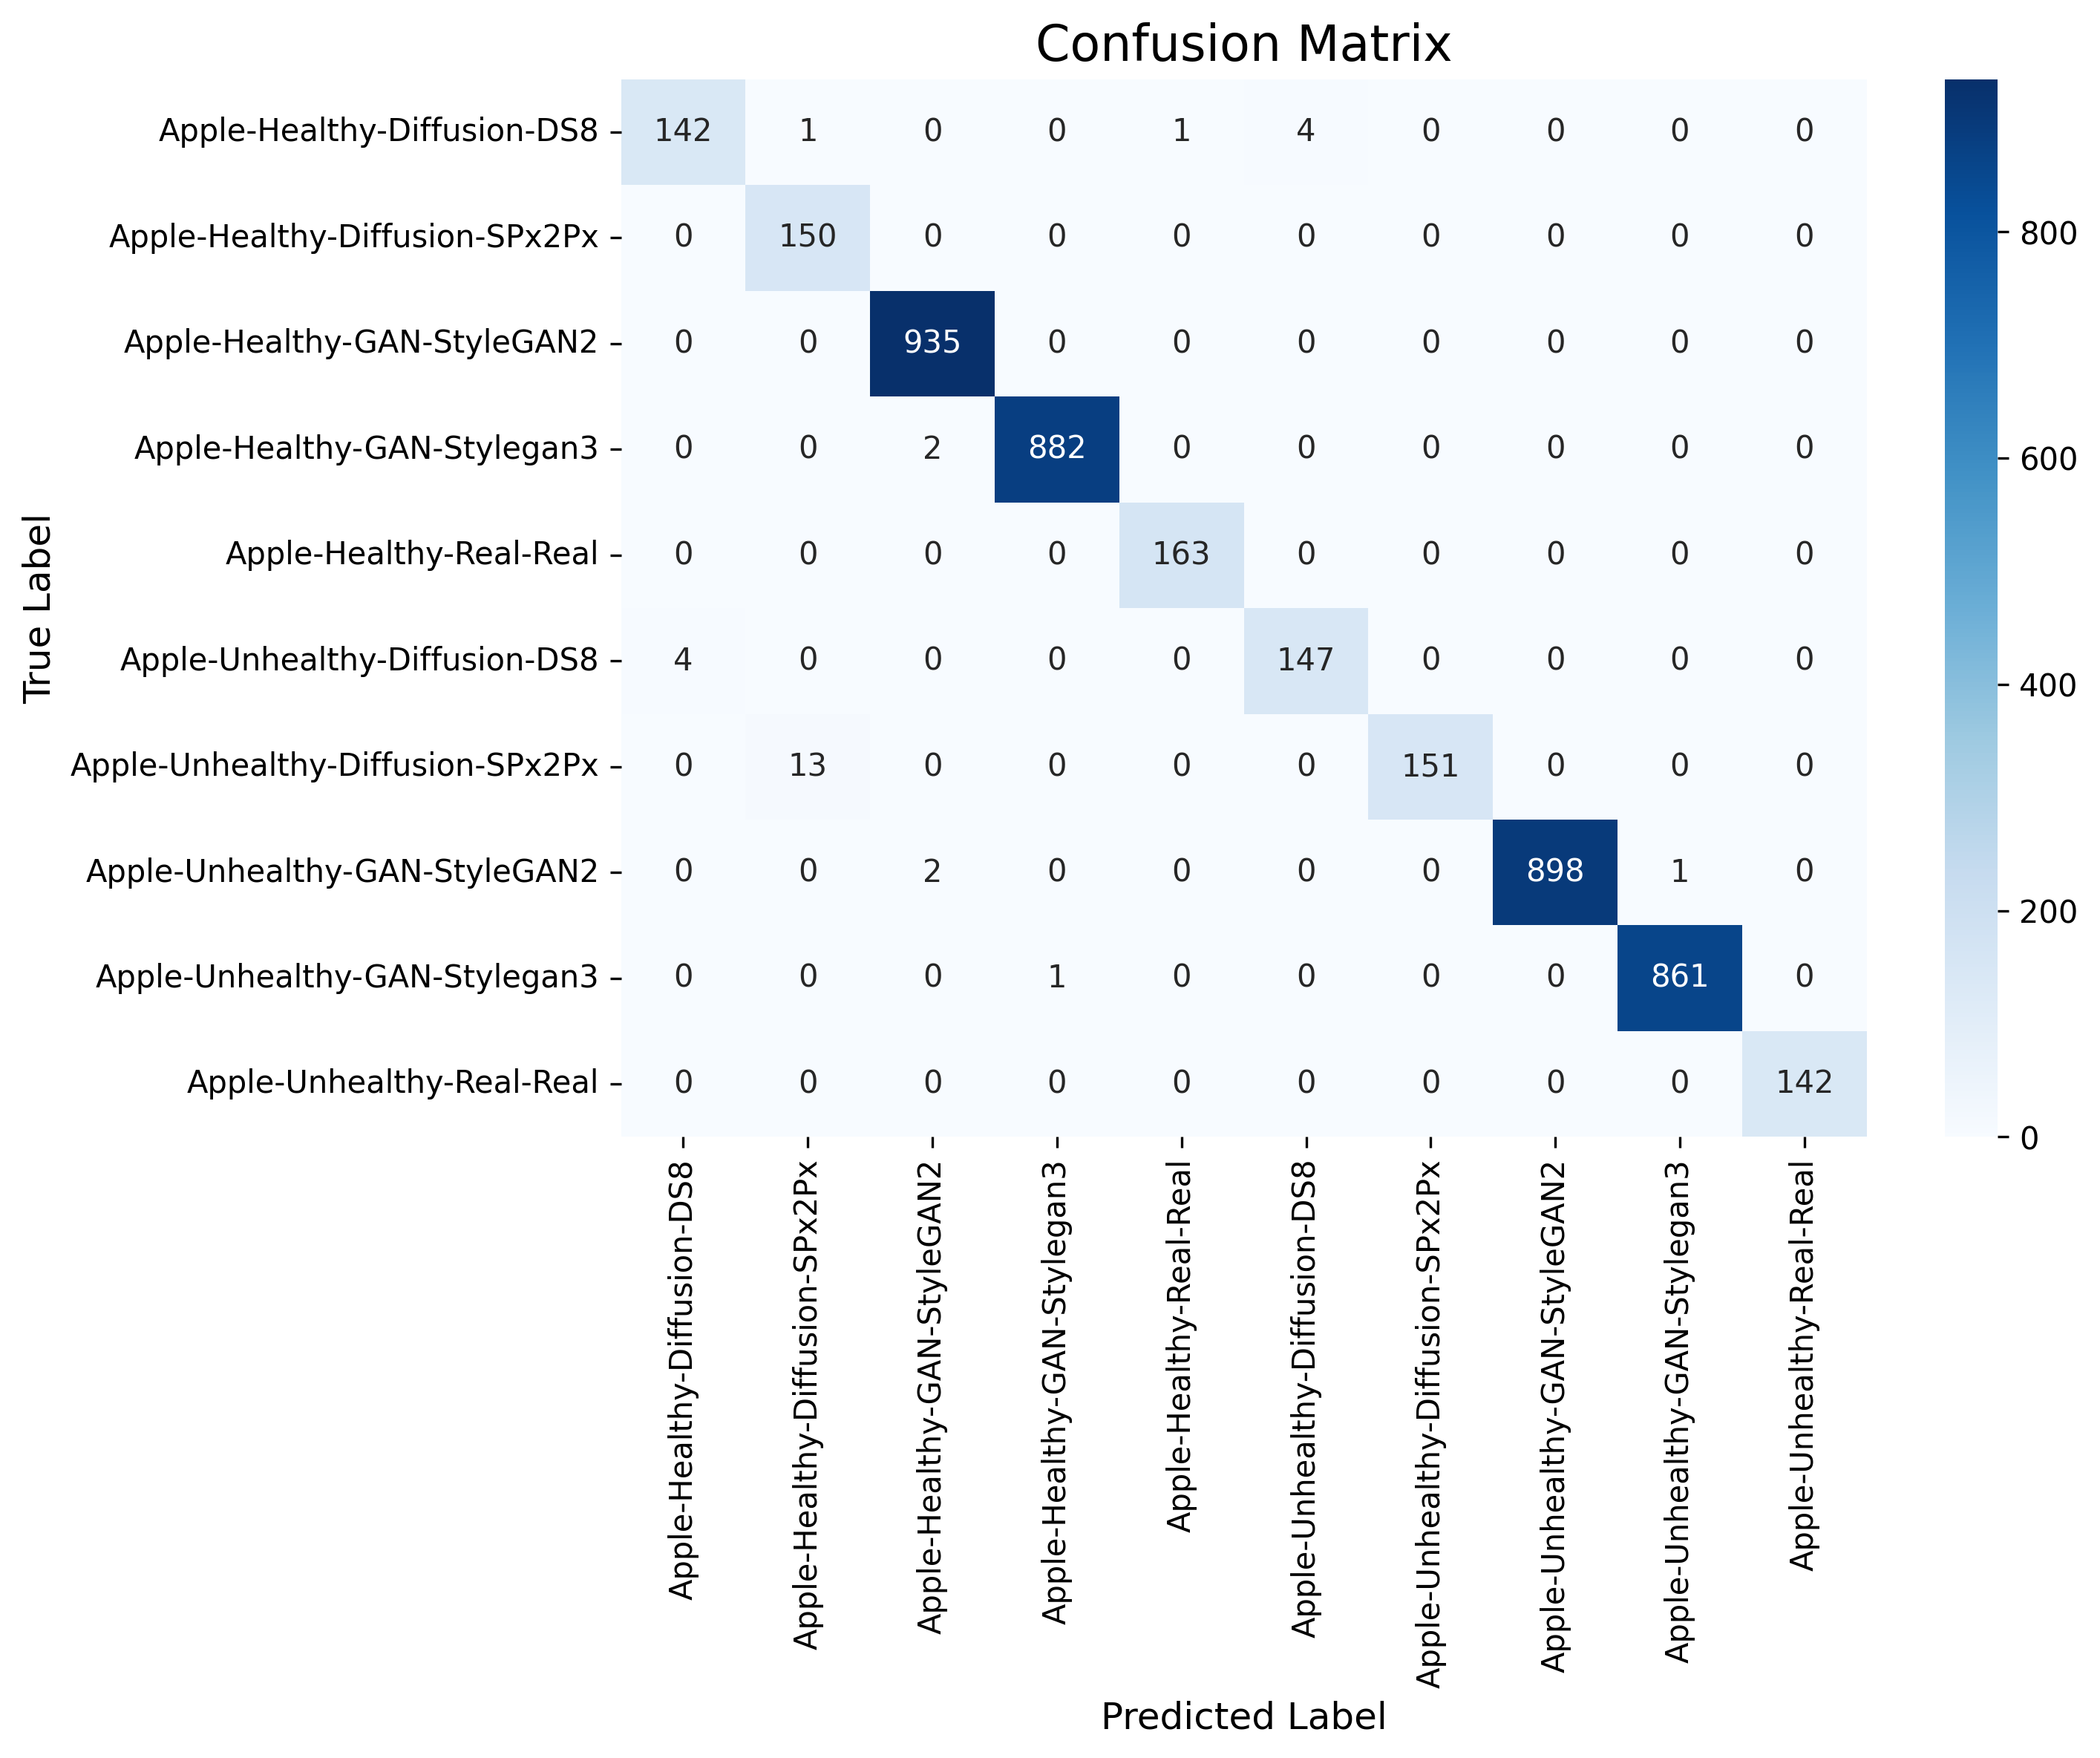 Confusion Matrix
True Label
Apple-Healthy-Diffusion-DS8 142 1 0 0 1 4 0 0 0 0
Apple-Healthy-Diffusion-SPx2Px 0 150 0 0 0 0 0 0 0 0
Apple-Healthy-GAN-StyleGAN2 0 0 935 0 0 0 0 0 0 0
Apple-Healthy-GAN-Stylegan3 0 0 2 882 0 0 0 0 0 0
Apple-Healthy-Real-Real 0 0 0 0 163 0 0 0 0 0
Apple-Unhealthy-Diffusion-DS8 4 0 0 0 0 147 0 0 0 0
Apple-Unhealthy-Diffusion-SPx2Px 0 13 0 0 0 0 151 0 0 0
Apple-Unhealthy-GAN-StyleGAN2 0 0 2 0 0 0 0 898 1 0
Apple-Unhealthy-GAN-Stylegan3 0 0 0 1 0 0 0 0 861 0
Apple-Unhealthy-Real-Real 0 0 0 0 0 0 0 0 0 142
800
600
400
200
0
Apple-Healthy-Diffusion-DS8
Apple-Healthy-Diffusion-SPx2Px
Apple-Healthy-GAN-StyleGAN2
Apple-Healthy-GAN-Stylegan3
Apple-Healthy-Real-Real
Apple-Unhealthy-Diffusion-DS8
Apple-Unhealthy-Diffusion-SPx2Px
Apple-Unhealthy-GAN-StyleGAN2
Apple-Unhealthy-GAN-Stylegan3
Apple-Unhealthy-Real-Real
Predicted Label